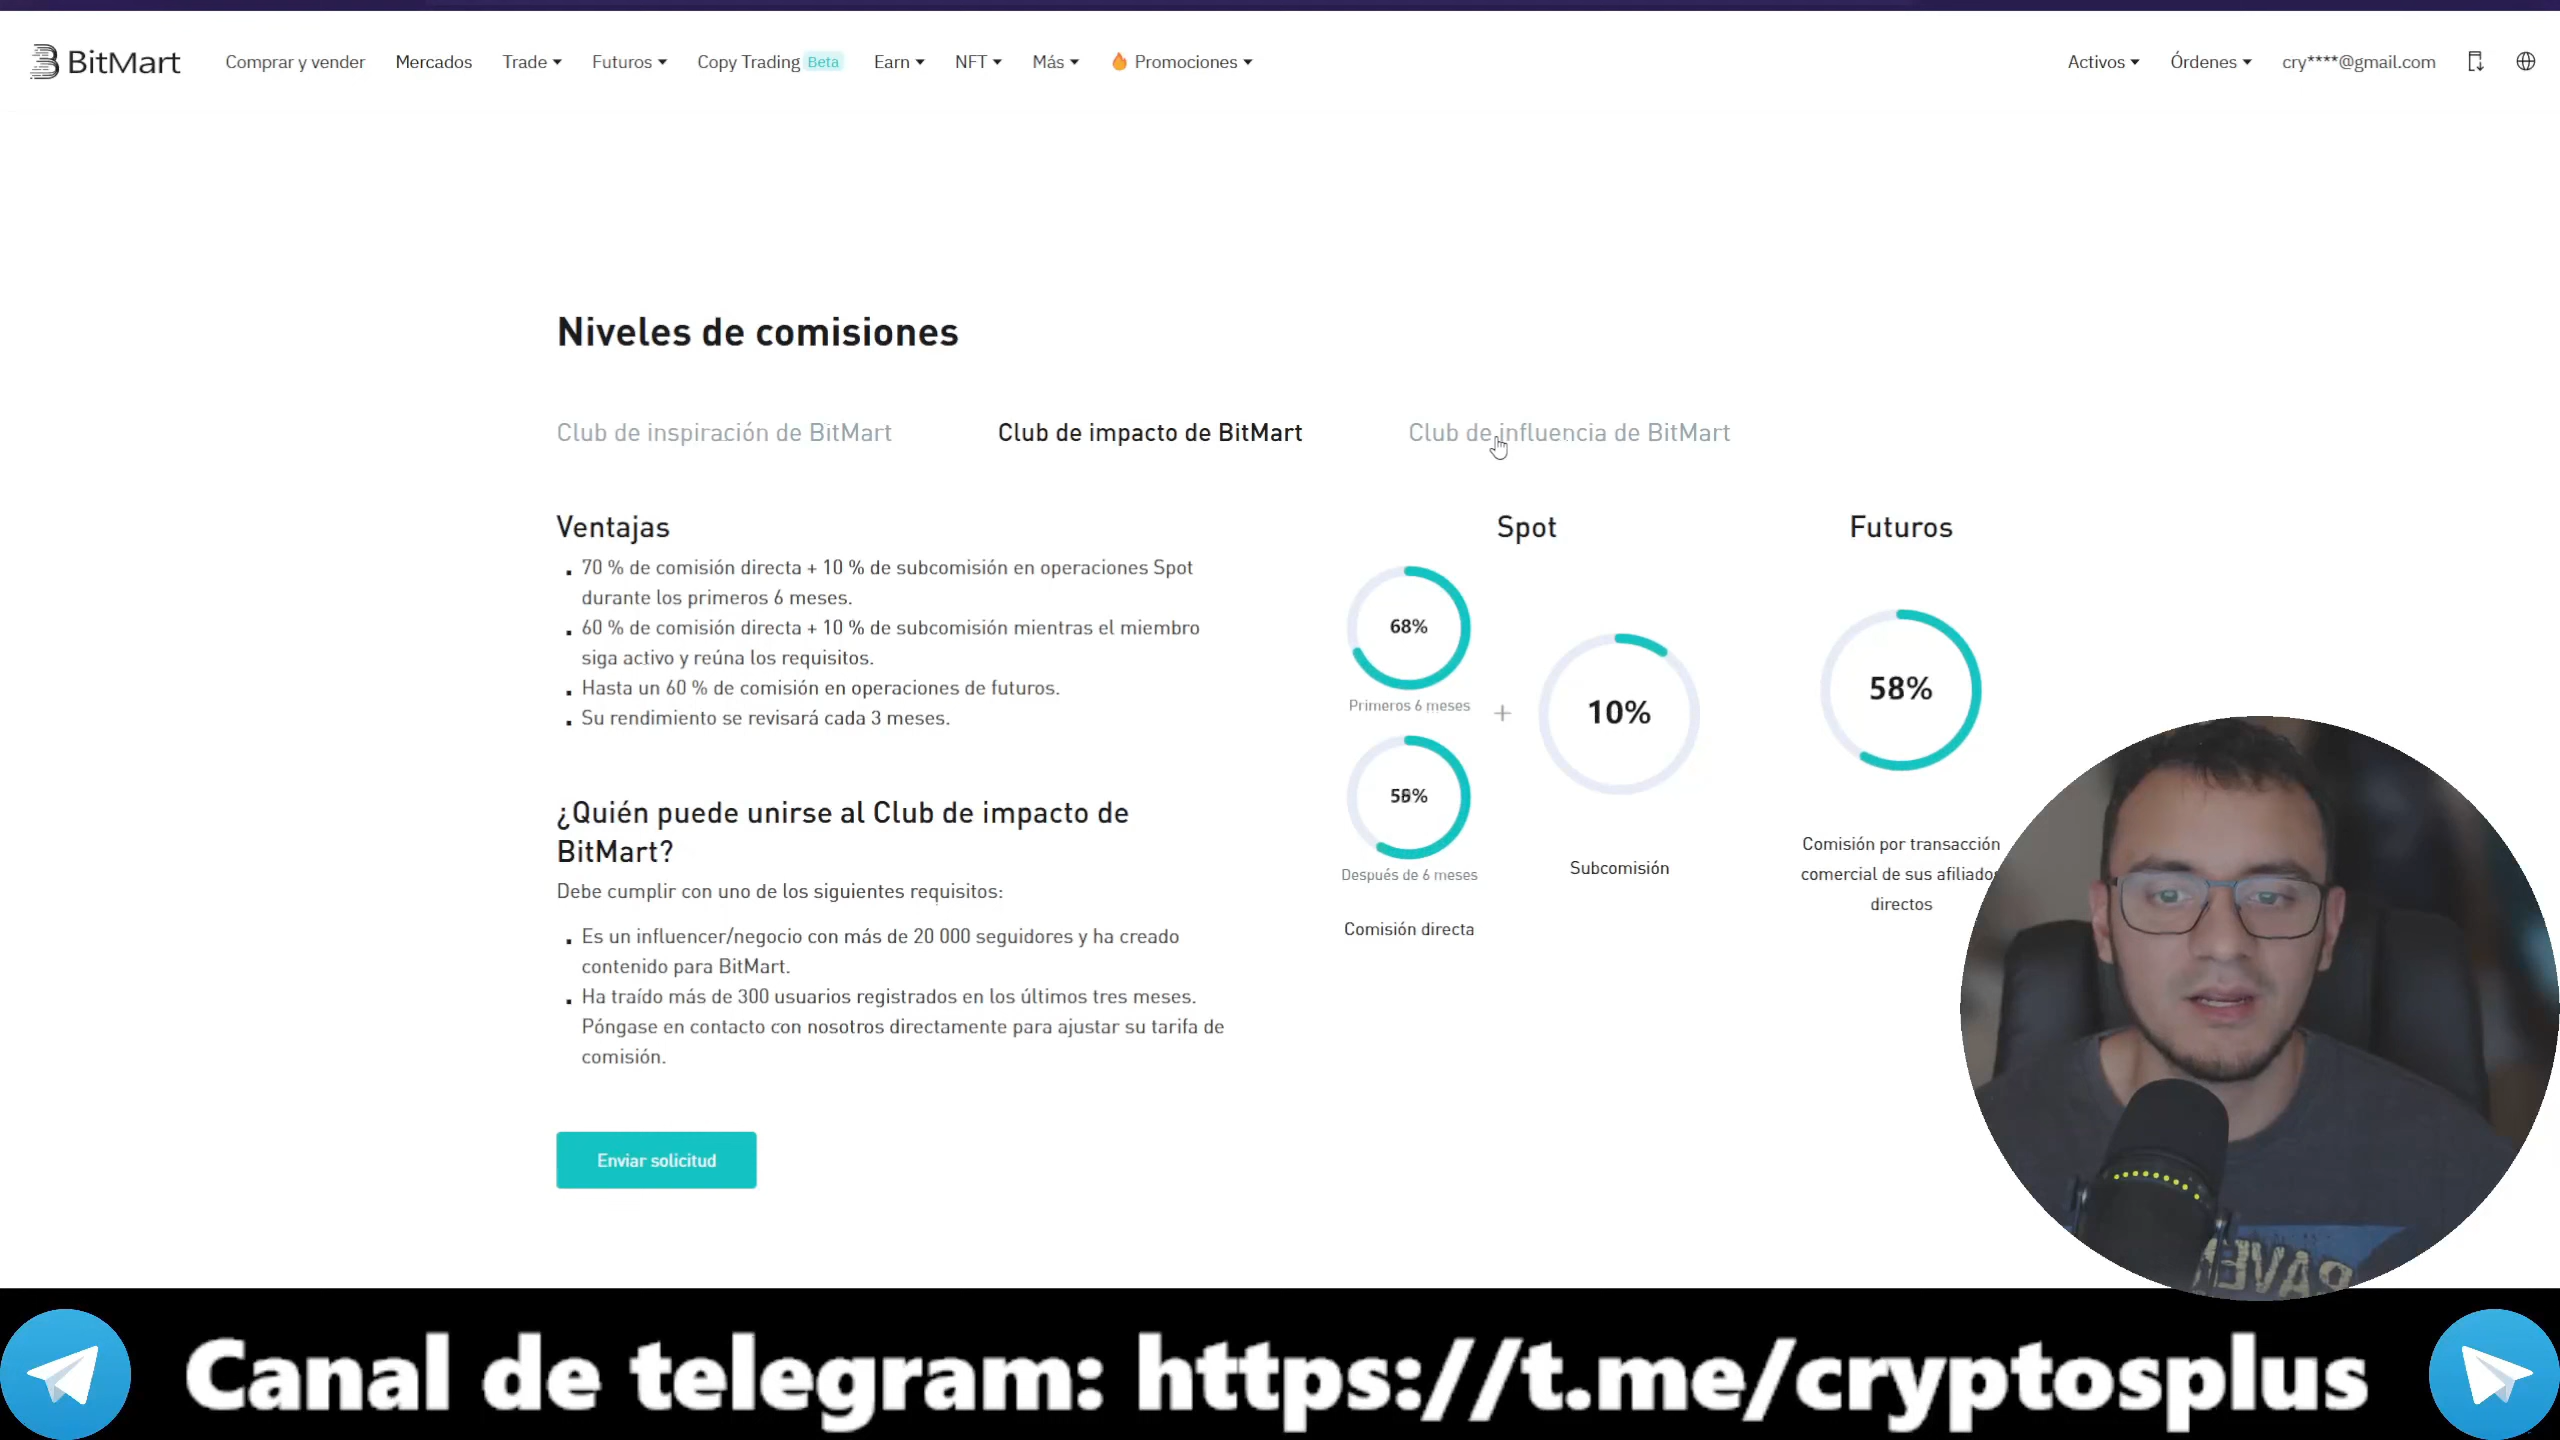 BitMart
Comprar y vender
Mercados
Trade
Futuros
Copy Trading Beta
Earn
NFT
Más
Promociones
Activos
Órdenes
cry****@gmail.com
Niveles de comisiones
Club de inspiración de BitMart
Club de impacto de BitMart
Club de influencia de BitMart
Ventajas
70 % de comisión directa + 10 % de subcomisión en operaciones Spot
durante los primeros 6 meses.
60 % de comisión directa + 10 % de subcomisión mientras el miembro
siga activo y reúna los requisitos.
Hasta un 60 % de comisión en operaciones de futuros.
Su rendimiento se revisará cada 3 meses.
¿Quién puede unirse al Club de impacto de
BitMart?
Debe cumplir con uno de los siguientes requisitos:
Es un influencer/negocio con más de 20 000 seguidores y ha creado
contenido para BitMart.
Ha traído más de 300 usuarios registrados en los últimos tres meses.
Póngase en contacto con nosotros directamente para ajustar su tarifa de
comisión.
Enviar solicitud
Spot
68%
Primeros 6 meses
+
10%
Después de 6 meses
Comisión directa
Subcomisión
Futuros
58%
Comisión por transacción
comercial de sus afiliados
directos
Canal de telegram: https://t.me/cryptosplus